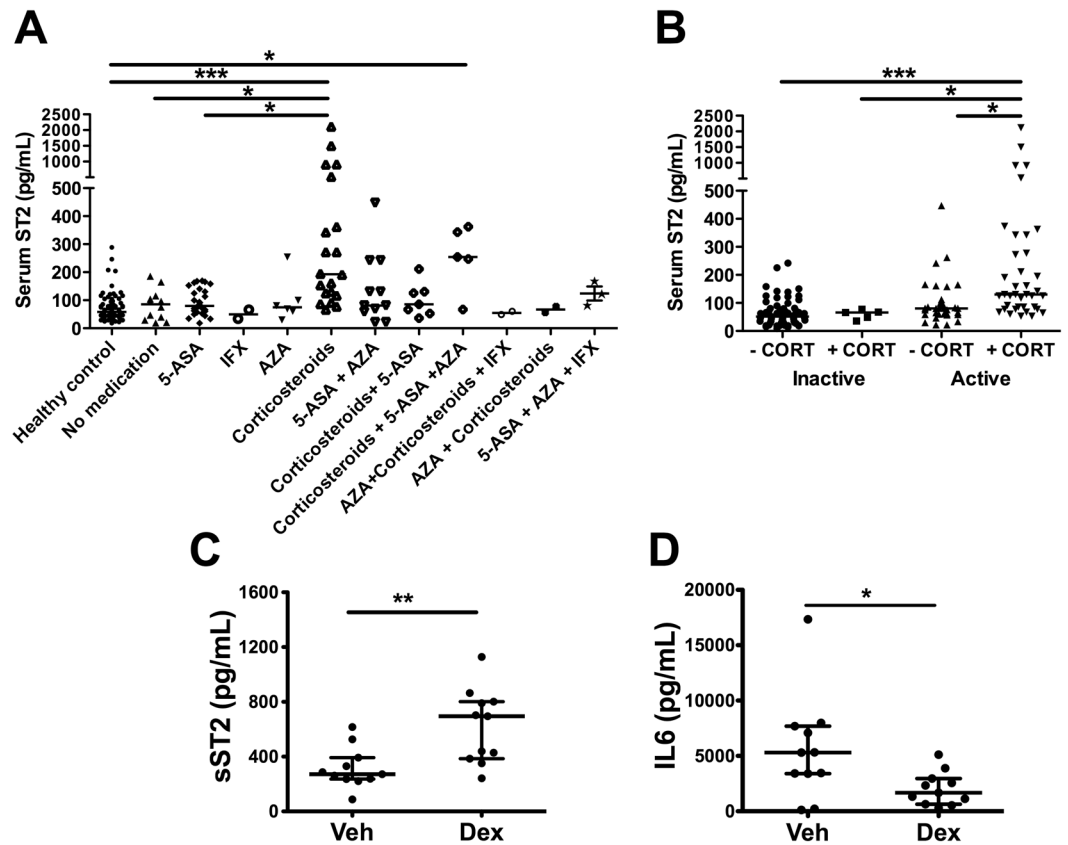 A
*
***
*
*
Serum ST2 (pg/mL)
2500
2000
1500
1000
500
400
300
200
100
0
Healthy control
No medication
5-ASA
IFX
AZA
Corticosteroids
5-ASA + AZA
Corticosteroids+ 5-ASA
Corticosteroids + 5-ASA +AZA
AZA+Corticosteroids + IFX
AZA + Corticosteroids
5-ASA + AZA + IFX
B
***
*
*
Serum ST2 (pg/mL)
2500
2000
1500
1000
500
400
300
200
100
0
- CORT
+ CORT
- CORT
+ CORT
Inactive
Active
C
**
sST2 (pg/mL)
1600
1200
800
400
0
Veh
Dex
D
*
IL6 (pg/mL)
20000
15000
10000
5000
0
Veh
Dex